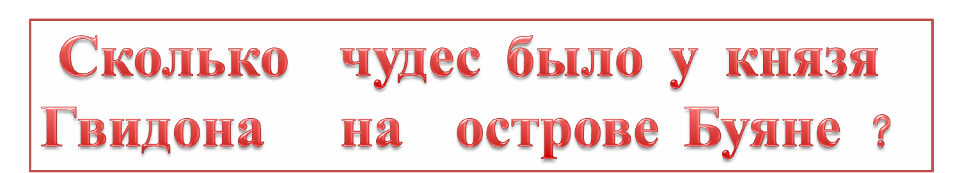 Сколько чудес было у князя
Гвидона на острове Буяне ?